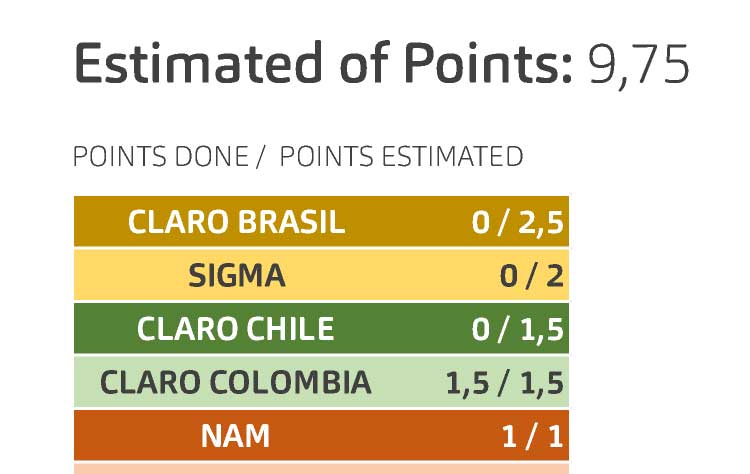 Estimated of Points: 9,75
POINTS DONE / POINTS ESTIMATED
CLARO BRASIL 0 / 2,5
SIGMA 0 / 2
CLARO CHILE 0 / 1,5
CLARO COLOMBIA 1,5 / 1,5
NAM 1 / 1